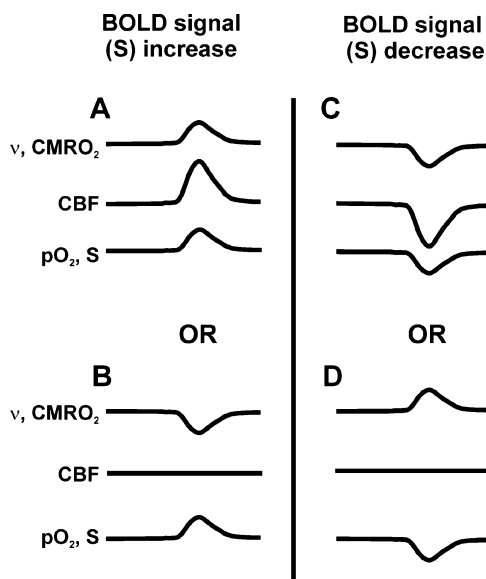 BOLD signal
(S) increase
BOLD signal
(S) decrease
A
ν, CMRO₂
CBF
pO₂, S
C
OR
OR
B
ν, CMRO₂
CBF
pO₂, S
D